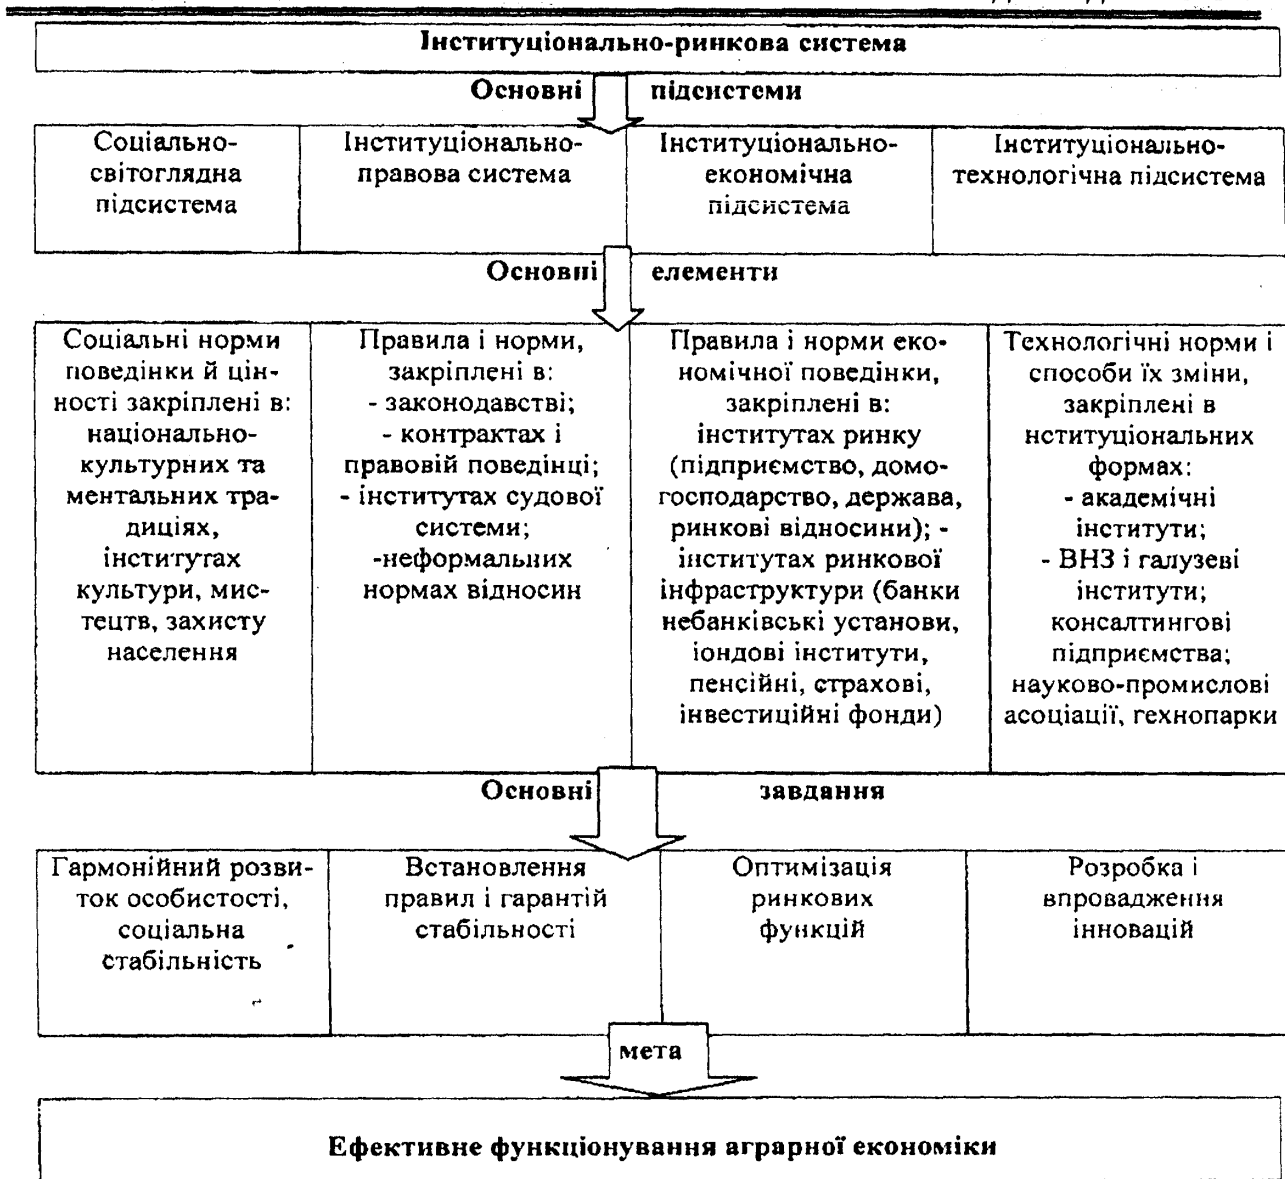 Інституціонально-ринкова система
Основні підсистеми
Соціально-
світоглядна
підсистема
Інституціонально-
правова система
Інституціонально-
економічна
підсистема
Інституціонально-
технологічна підсистема
Основні елементи
Соціальні норми
поведінки й цін-
ності закріплені в:
національно-
культурних та
ментальних тра-
диціях,
інститутах
культури, мис-
тецтв, захисту
населення
Правила і норми,
закріплені в:
- законодавстві;
- контрактах і
правовій поведінці;
- інститутах судової
системи;
-неформальних
нормах відносин
Правила і норми еко-
номічної поведінки,
закріплені в:
інститутах ринку
(підприємство, домо-
господарство, держава,
ринкові відносини); -
інститутах ринкової
інфраструктури (банки
небанківські установи,
іондові інститути,
пенсійні, страхові,
інвестиційні фонди)
Технологічні норми і
способи їх зміни,
закріплені в
нституціональних
формах:
- академічні
інститути;
- ВНЗ і галузеві
інститути;
консалтингові
підприємства;
науково-промислові
асоціації, гехнопарки
Основні завдання
Гармонійний розви-
ток особистості,
соціальна
стабільність
Встановлення
правил і гарантій
стабільності
Оптимізація
ринкових
функцій
Розробка і
впровадження
інновацій
мета
Ефективне функціонування аграрної економіки